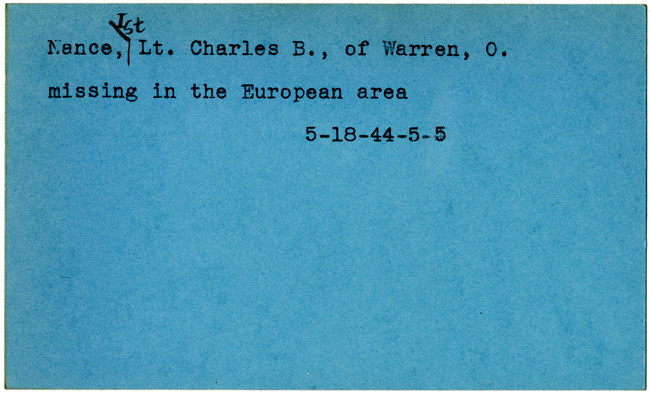 1st
Nance, Lt. Charles B., of Warren, O.
missing in the European area
5-18-44-5-5